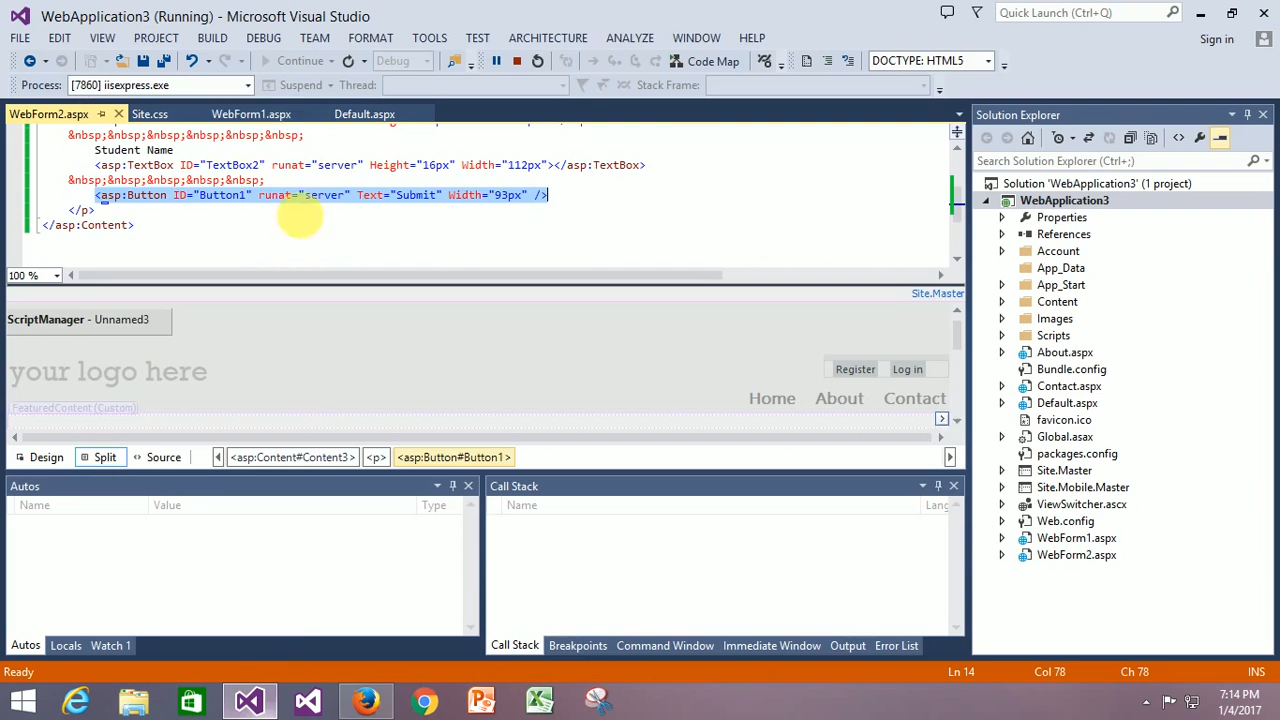 WebApplication3 (Running) - Microsoft Visual Studio
Quick Launch (Ctrl+Q)
FILE EDIT VIEW PROJECT BUILD DEBUG TEAM FORMAT TOOLS TEST ARCHITECTURE ANALYZE WINDOW HELP
Sign in
Continue Debug Code Map DOCTYPE: HTML5
Process: [7860] iisexpress.exe Suspend Thread: Stack Frame:
WebForm2.aspx Site.css WebForm1.aspx Default.aspx
&nbsp;&nbsp;&nbsp;&nbsp;&nbsp;&nbsp;
Student Name
<asp:TextBox ID="TextBox2" runat="server" Height="16px" Width="112px"></asp:TextBox>
&nbsp;&nbsp;&nbsp;&nbsp;&nbsp;
<asp:Button ID="Button1" runat="server" Text="Submit" Width="93px" />
</p>
</asp:Content>
100 %
Site.Master
ScriptManager - Unnamed3
your logo here
Register Log in
Home About Contact
FeaturedContent (Custom)
Design Split Source <asp:Content#Content3> <p> <asp:Button#Button1>
Autos
Name Value Type
Autos Locals Watch 1
Call Stack
Name Lang
Call Stack Breakpoints Command Window Immediate Window Output Error List
Solution Explorer
Search Solution Explorer (Ctrl+;)
Solution 'WebApplication3' (1 project)
WebApplication3
Properties
References
Account
App_Data
App_Start
Content
Images
Scripts
About.aspx
Bundle.config
Contact.aspx
Default.aspx
favicon.ico
Global.asax
packages.config
Site.Master
Site.Mobile.Master
ViewSwitcher.ascx
Web.config
WebForm1.aspx
WebForm2.aspx
Ready Ln 14 Col 78 Ch 78 INS
7:14 PM
1/4/2017